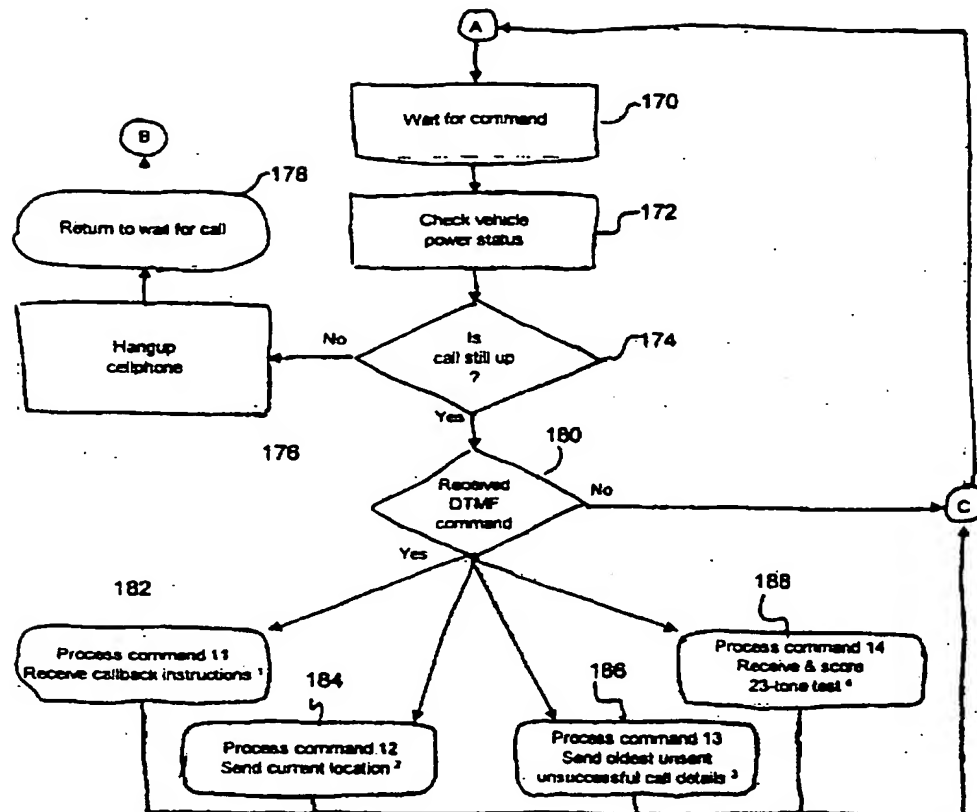 A
170
Wait for command
B
178
172
Return to wait for call
Check vehicle
power status
No
Is
call still up
?
174
Hangup
cellphone
Yes
176
180
Received
DTMF
command
No
C
Yes
182
188
Process command 11
Receive callback instructions ¹
184
186
Process command 14
Receive & score
23-tone test ⁴
Process command 12
Send current location ²
Process command 13
Send oldest unsent
unsuccessful call details ³